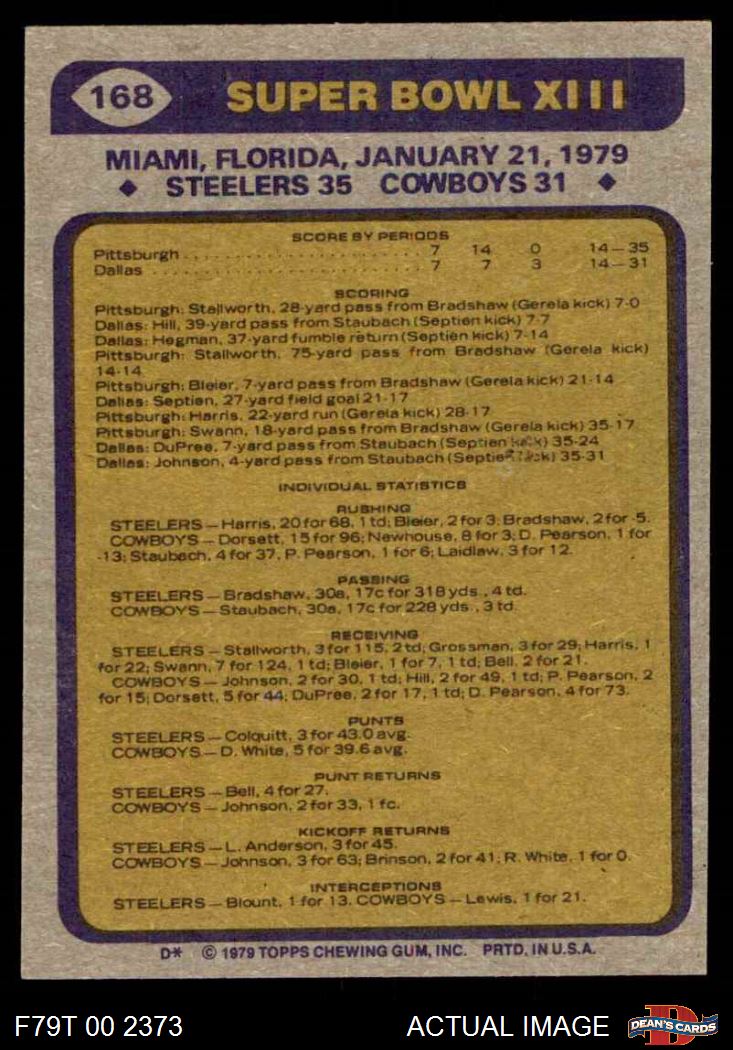 168 SUPER BOWL XIII
MIAMI, FLORIDA, JANUARY 21, 1979
◆ STEELERS 35 COWBOYS 31 ◆
SCORE BY PERIODS
Pittsburgh . . . . . . . . . . . . . . . . . . . . . . 7 14 0 14—35
Dallas . . . . . . . . . . . . . . . . . . . . . . . . . 7 7 3 14—31
SCORING
Pittsburgh: Stallworth, 28-yard pass from Bradshaw (Gerela kick) 7-0
Dallas: Hill, 39-yard pass from Staubach (Septien kick) 7-7
Dallas: Hegman, 37-yard fumble return (Septien kick) 7-14
Pittsburgh: Stallworth, 75-yard pass from Bradshaw (Gerela kick)
14-14
Pittsburgh: Bleier, 7-yard pass from Bradshaw (Gerela kick) 21-14
Dallas: Septien, 27-yard field goal 21-17
Pittsburgh: Harris, 22-yard run (Gerela kick) 28-17
Pittsburgh: Swann, 18-yard pass from Bradshaw (Gerela kick) 35-17
Dallas: DuPree, 7-yard pass from Staubach (Septien kick) 35-24
Dallas: Johnson, 4-yard pass from Staubach (Septien kick) 35-31
INDIVIDUAL STATISTICS
RUSHING
STEELERS—Harris, 20 for 68, 1 td; Bleier, 2 for 3; Bradshaw, 2 for -5.
COWBOYS—Dorsett, 15 for 96; Newhouse, 8 for 3; D. Pearson, 1 for
-13; Staubach, 4 for 37, P. Pearson, 1 for 6; Laidlaw, 3 for 12.
PASSING
STEELERS—Bradshaw, 30a, 17c for 318 yds., 4 td.
COWBOYS—Staubach, 30a, 17c for 228 yds., 3 td.
RECEIVING
STEELERS—Stallworth, 3 for 115, 2 td; Grossman, 3 for 29; Harris, 1
for 22; Swann, 7 for 124, 1 td; Bleier, 1 for 7, 1 td; Bell, 2 for 21.
COWBOYS—Johnson, 2 for 30, 1 td; Hill, 2 for 49, 1 td; P. Pearson, 2
for 15; Dorsett, 5 for 44; DuPree, 2 for 17, 1 td; D. Pearson, 4 for 73.
PUNTS
STEELERS—Colquitt, 3 for 43.0 avg.
COWBOYS—D. White, 5 for 39.6 avg.
PUNT RETURNS
STEELERS—Bell, 4 for 27.
COWBOYS—Johnson, 2 for 33, 1 fc.
KICKOFF RETURNS
STEELERS—L. Anderson, 3 for 45.
COWBOYS—Johnson, 3 for 63; Brinson, 2 for 41; R. White, 1 for 0.
INTERCEPTIONS
STEELERS—Blount, 1 for 13. COWBOYS—Lewis, 1 for 21.
D* © 1979 TOPPS CHEWING GUM, INC. PRTD. IN U.S.A.
F79T 00 2373 ACTUAL IMAGE D DEAN'S CARDS